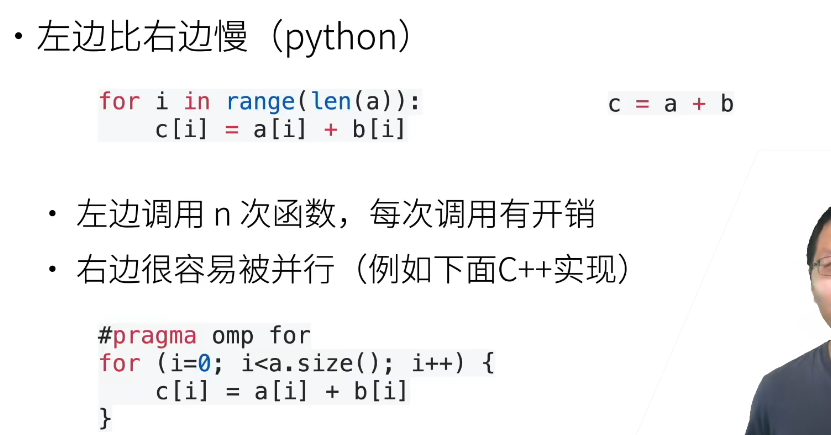 • 左边比右边慢（python）
for i in range(len(a)):
c = a + b
    c[i] = a[i] + b[i]
• 左边调用 n 次函数，每次调用有开销
• 右边很容易被并行（例如下面C++实现）
#pragma omp for
for (i=0; i<a.size(); i++) {
    c[i] = a[i] + b[i]
}